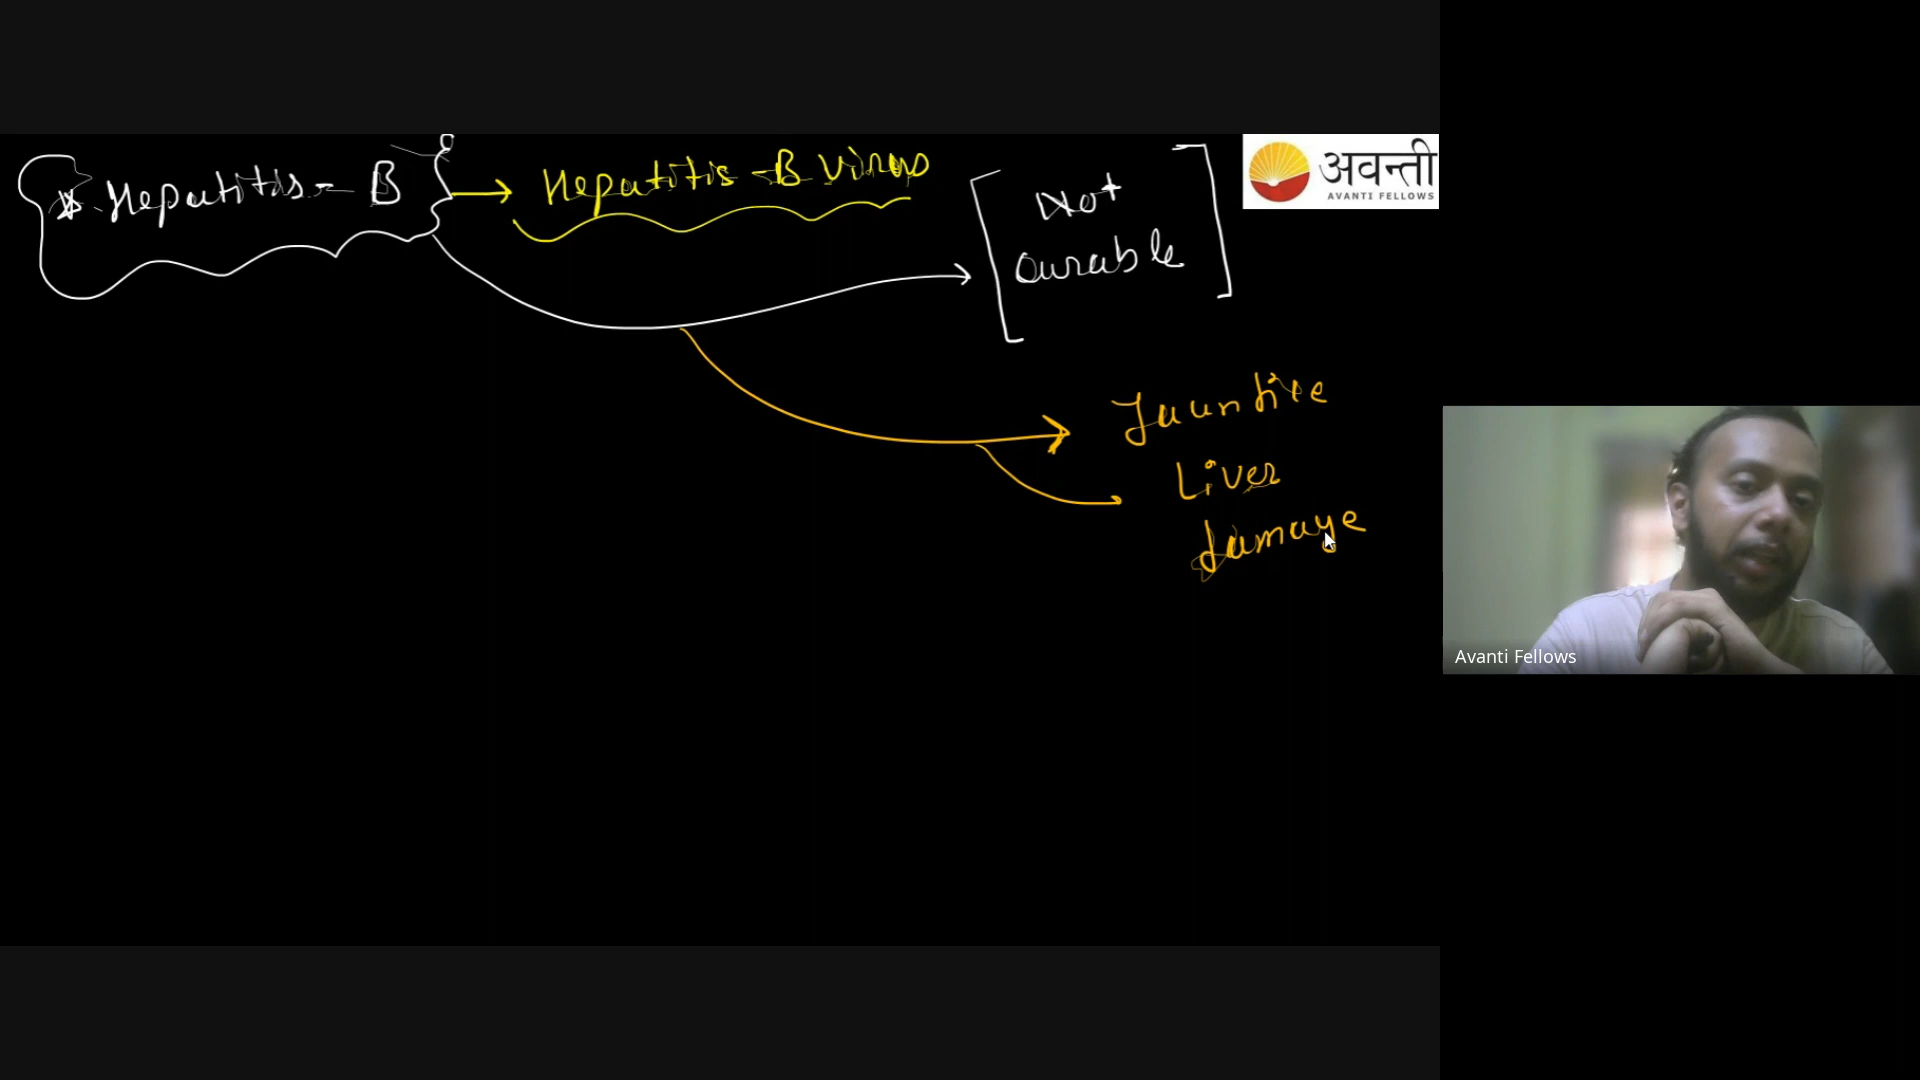 Hepatitis - B
Hepatitis - B virus
Not
Curable
अवन्ती
AVANTI FELLOWS
Jaundice
Liver
damage
Avanti Fellows